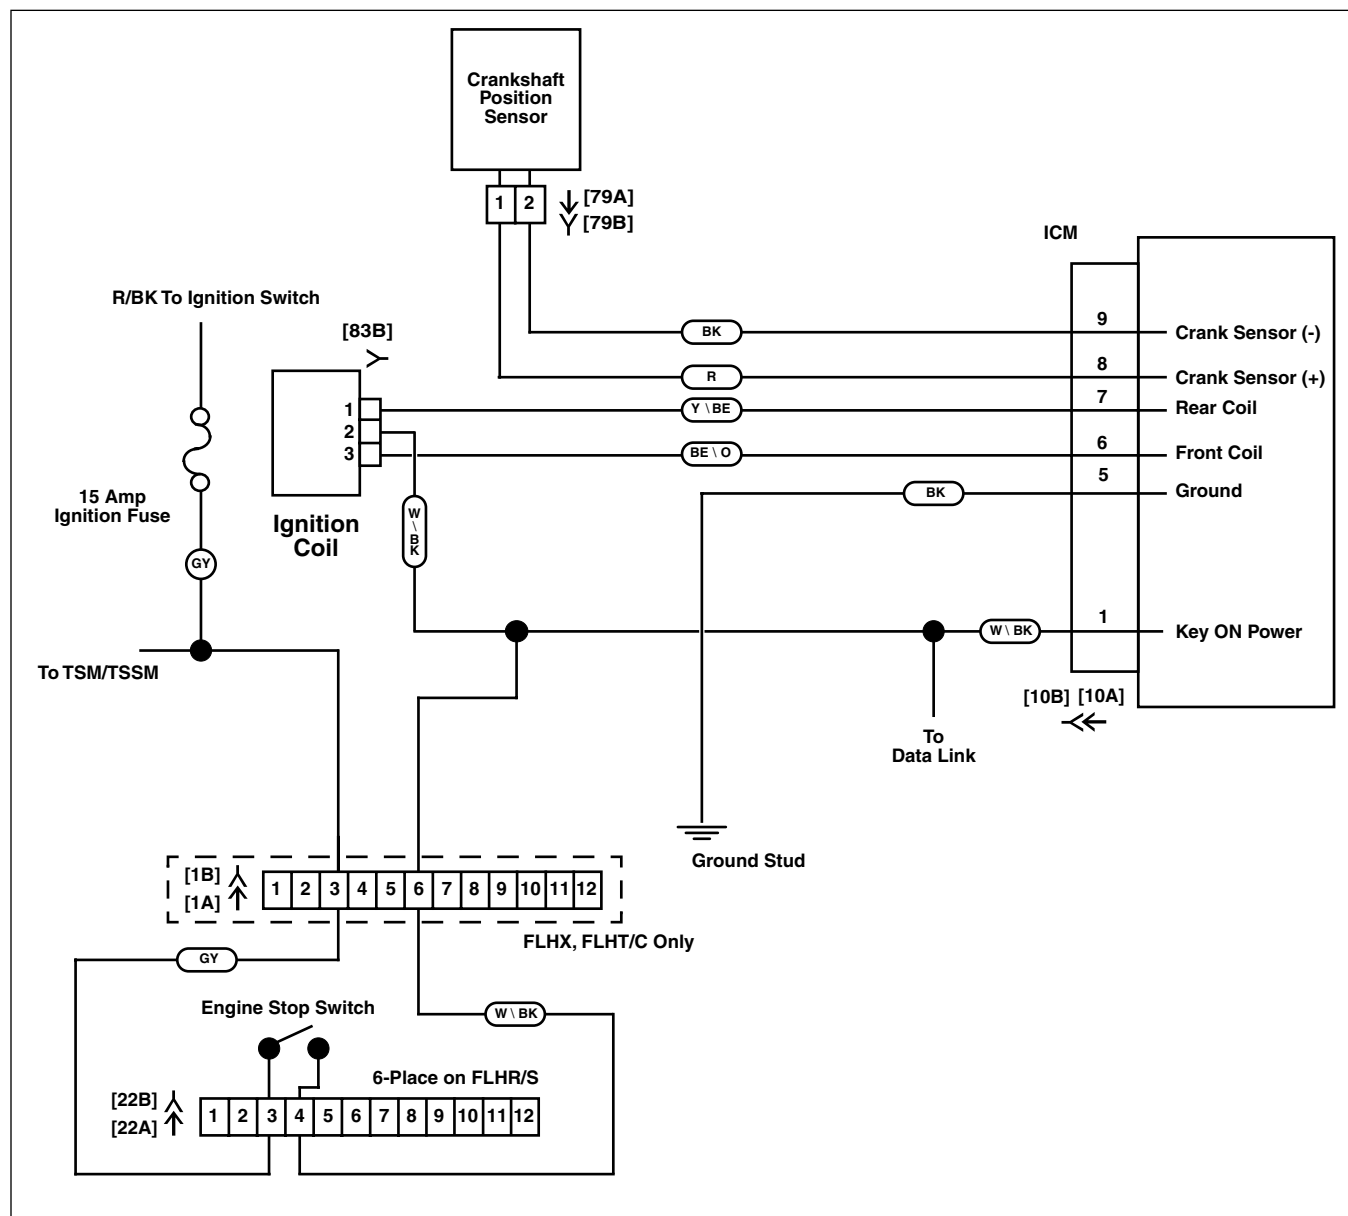 Crankshaft
Position
Sensor
1 2
[79A]
[79B]
ICM
R/BK To Ignition Switch
[83B]
9
BK
Crank Sensor (-)
8
R
Crank Sensor (+)
7
1
Y \ BE
Rear Coil
2
6
3
BE \ O
Front Coil
5
15 Amp
Ignition Fuse
BK
Ground
Ignition
Coil
W \ BK
GY
1
W \ BK
Key ON Power
To TSM/TSSM
[10B] [10A]
To
Data Link
Ground Stud
[1B]
[1A]
1 2 3 4 5 6 7 8 9 10 11 12
FLHX, FLHT/C Only
GY
Engine Stop Switch
W \ BK
6-Place on FLHR/S
[22B]
[22A]
1 2 3 4 5 6 7 8 9 10 11 12